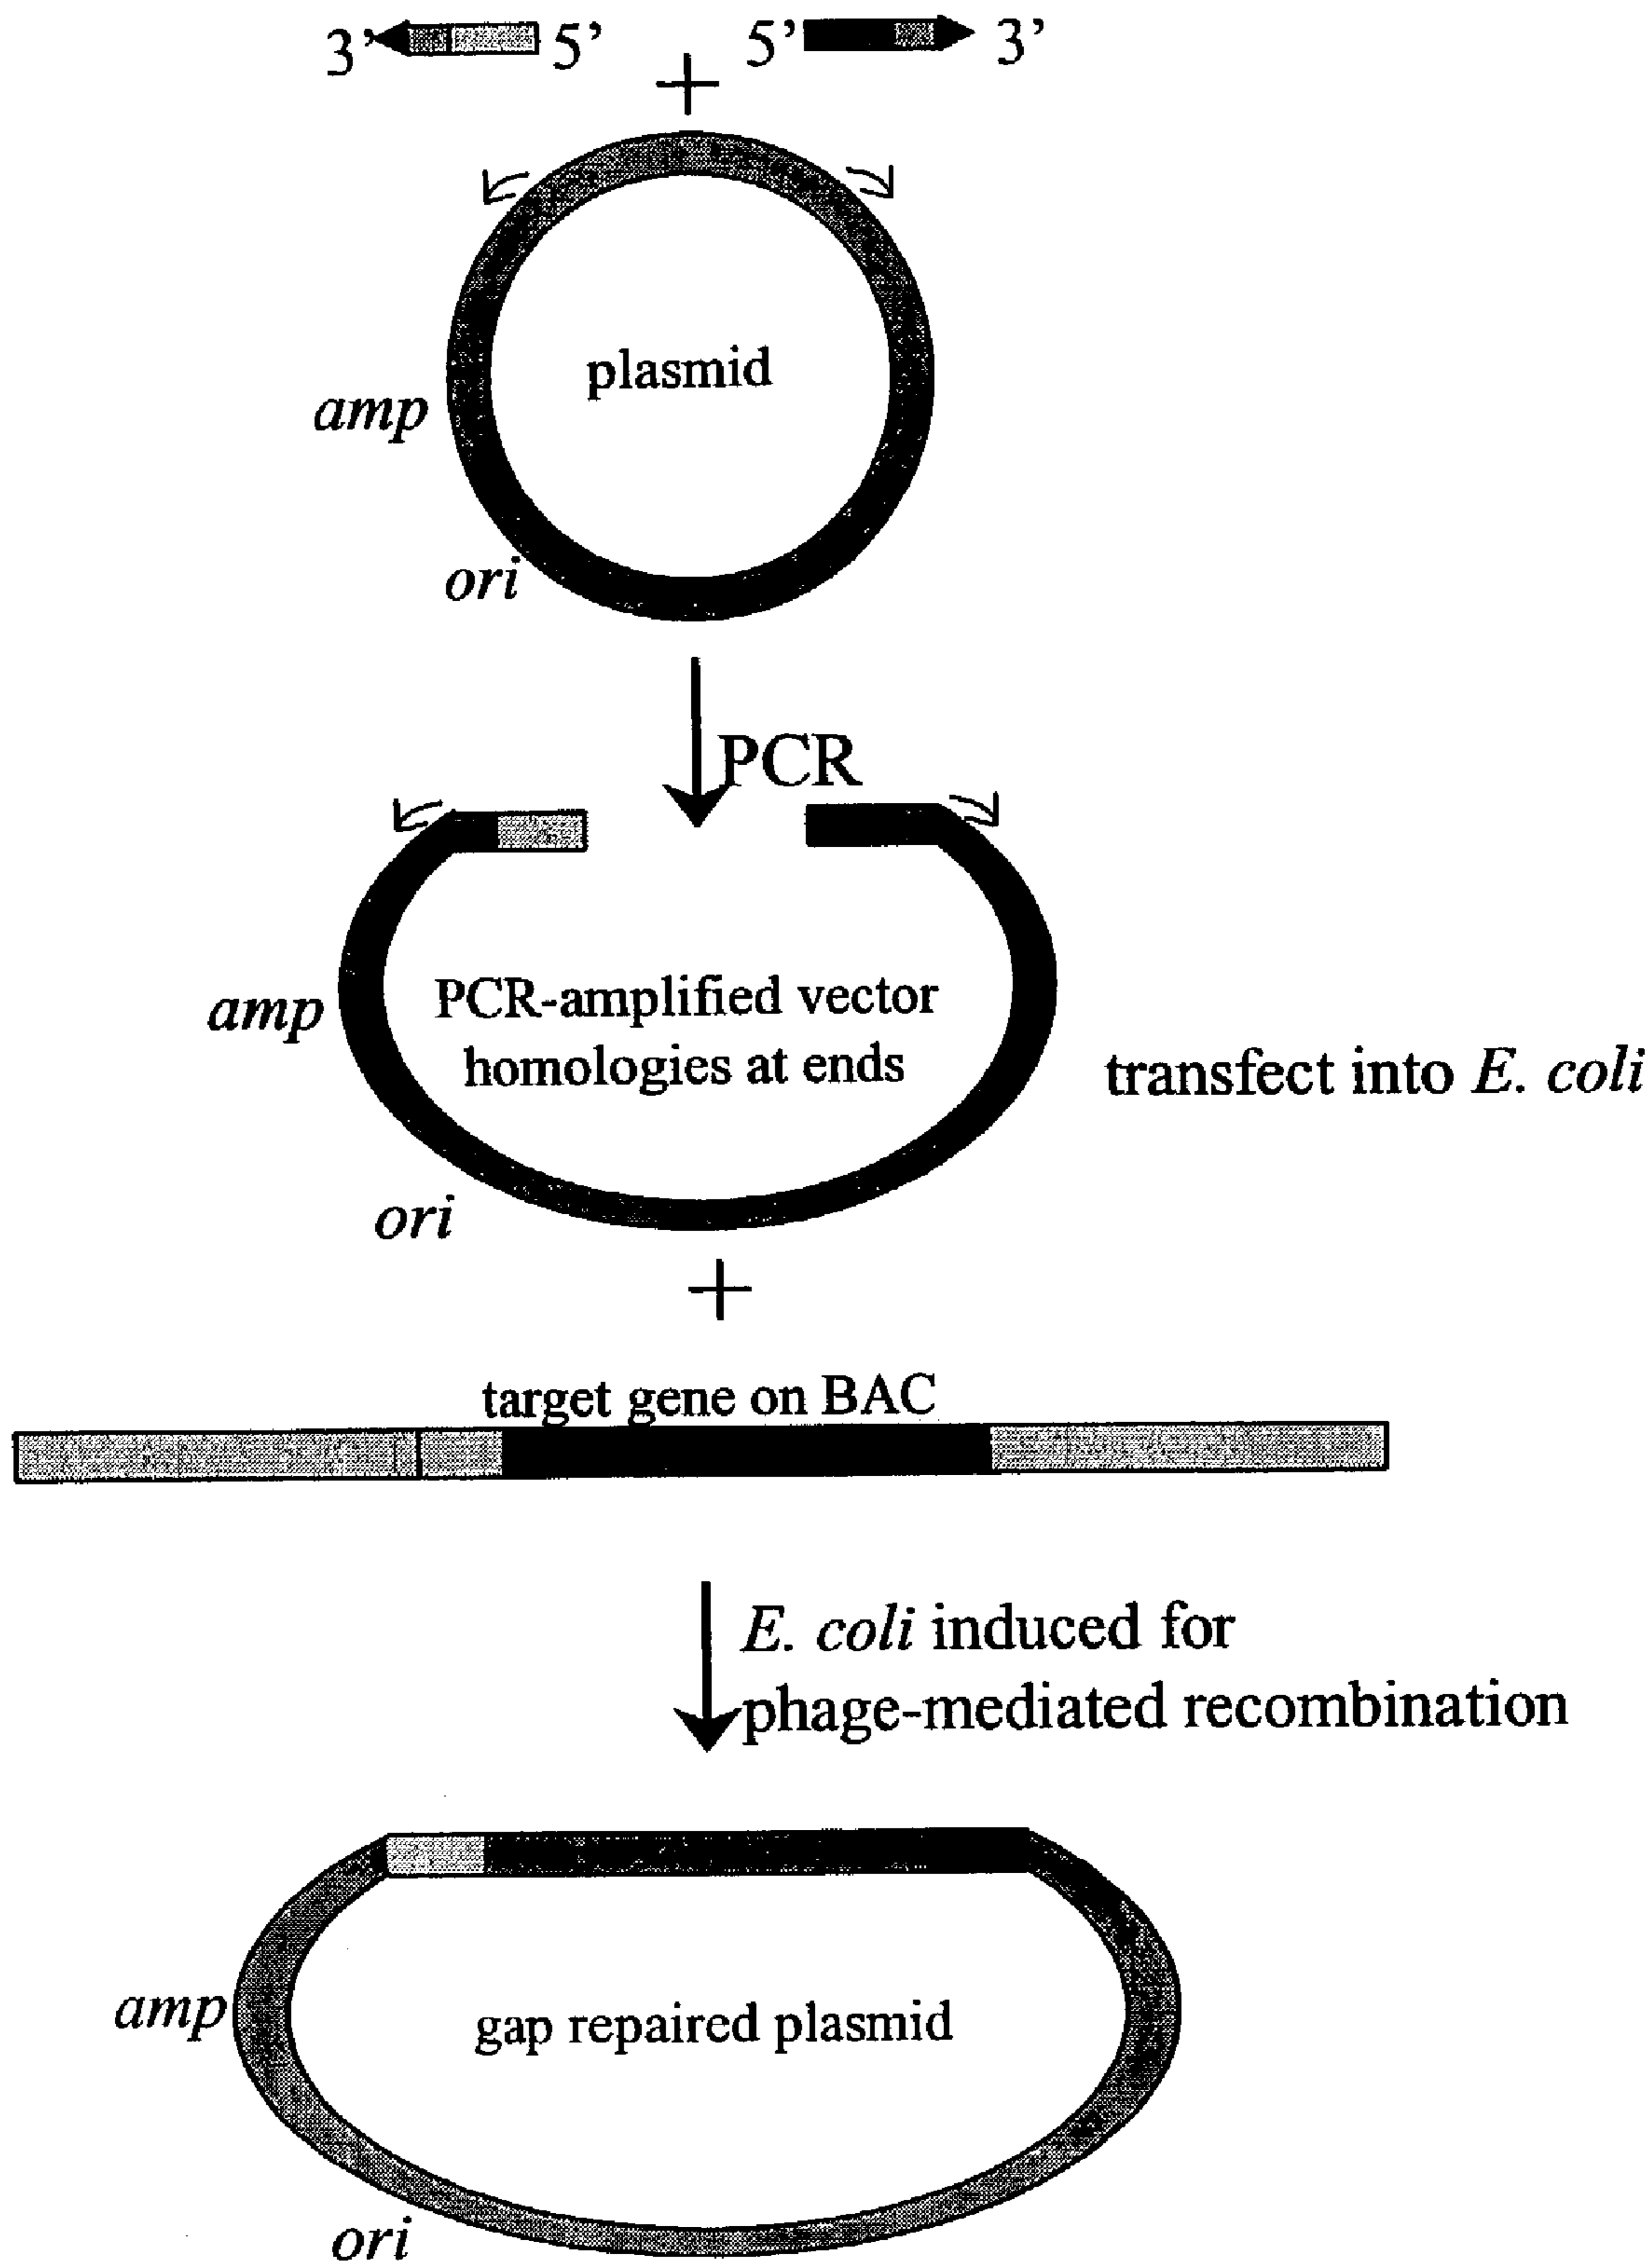 3' 5' 5' 3'
+
plasmid
amp
ori
PCR
amp
PCR-amplified vector
homologies at ends
transfect into E. coli
ori
+
target gene on BAC
E. coli induced for
phage-mediated recombination
amp
gap repaired plasmid
ori